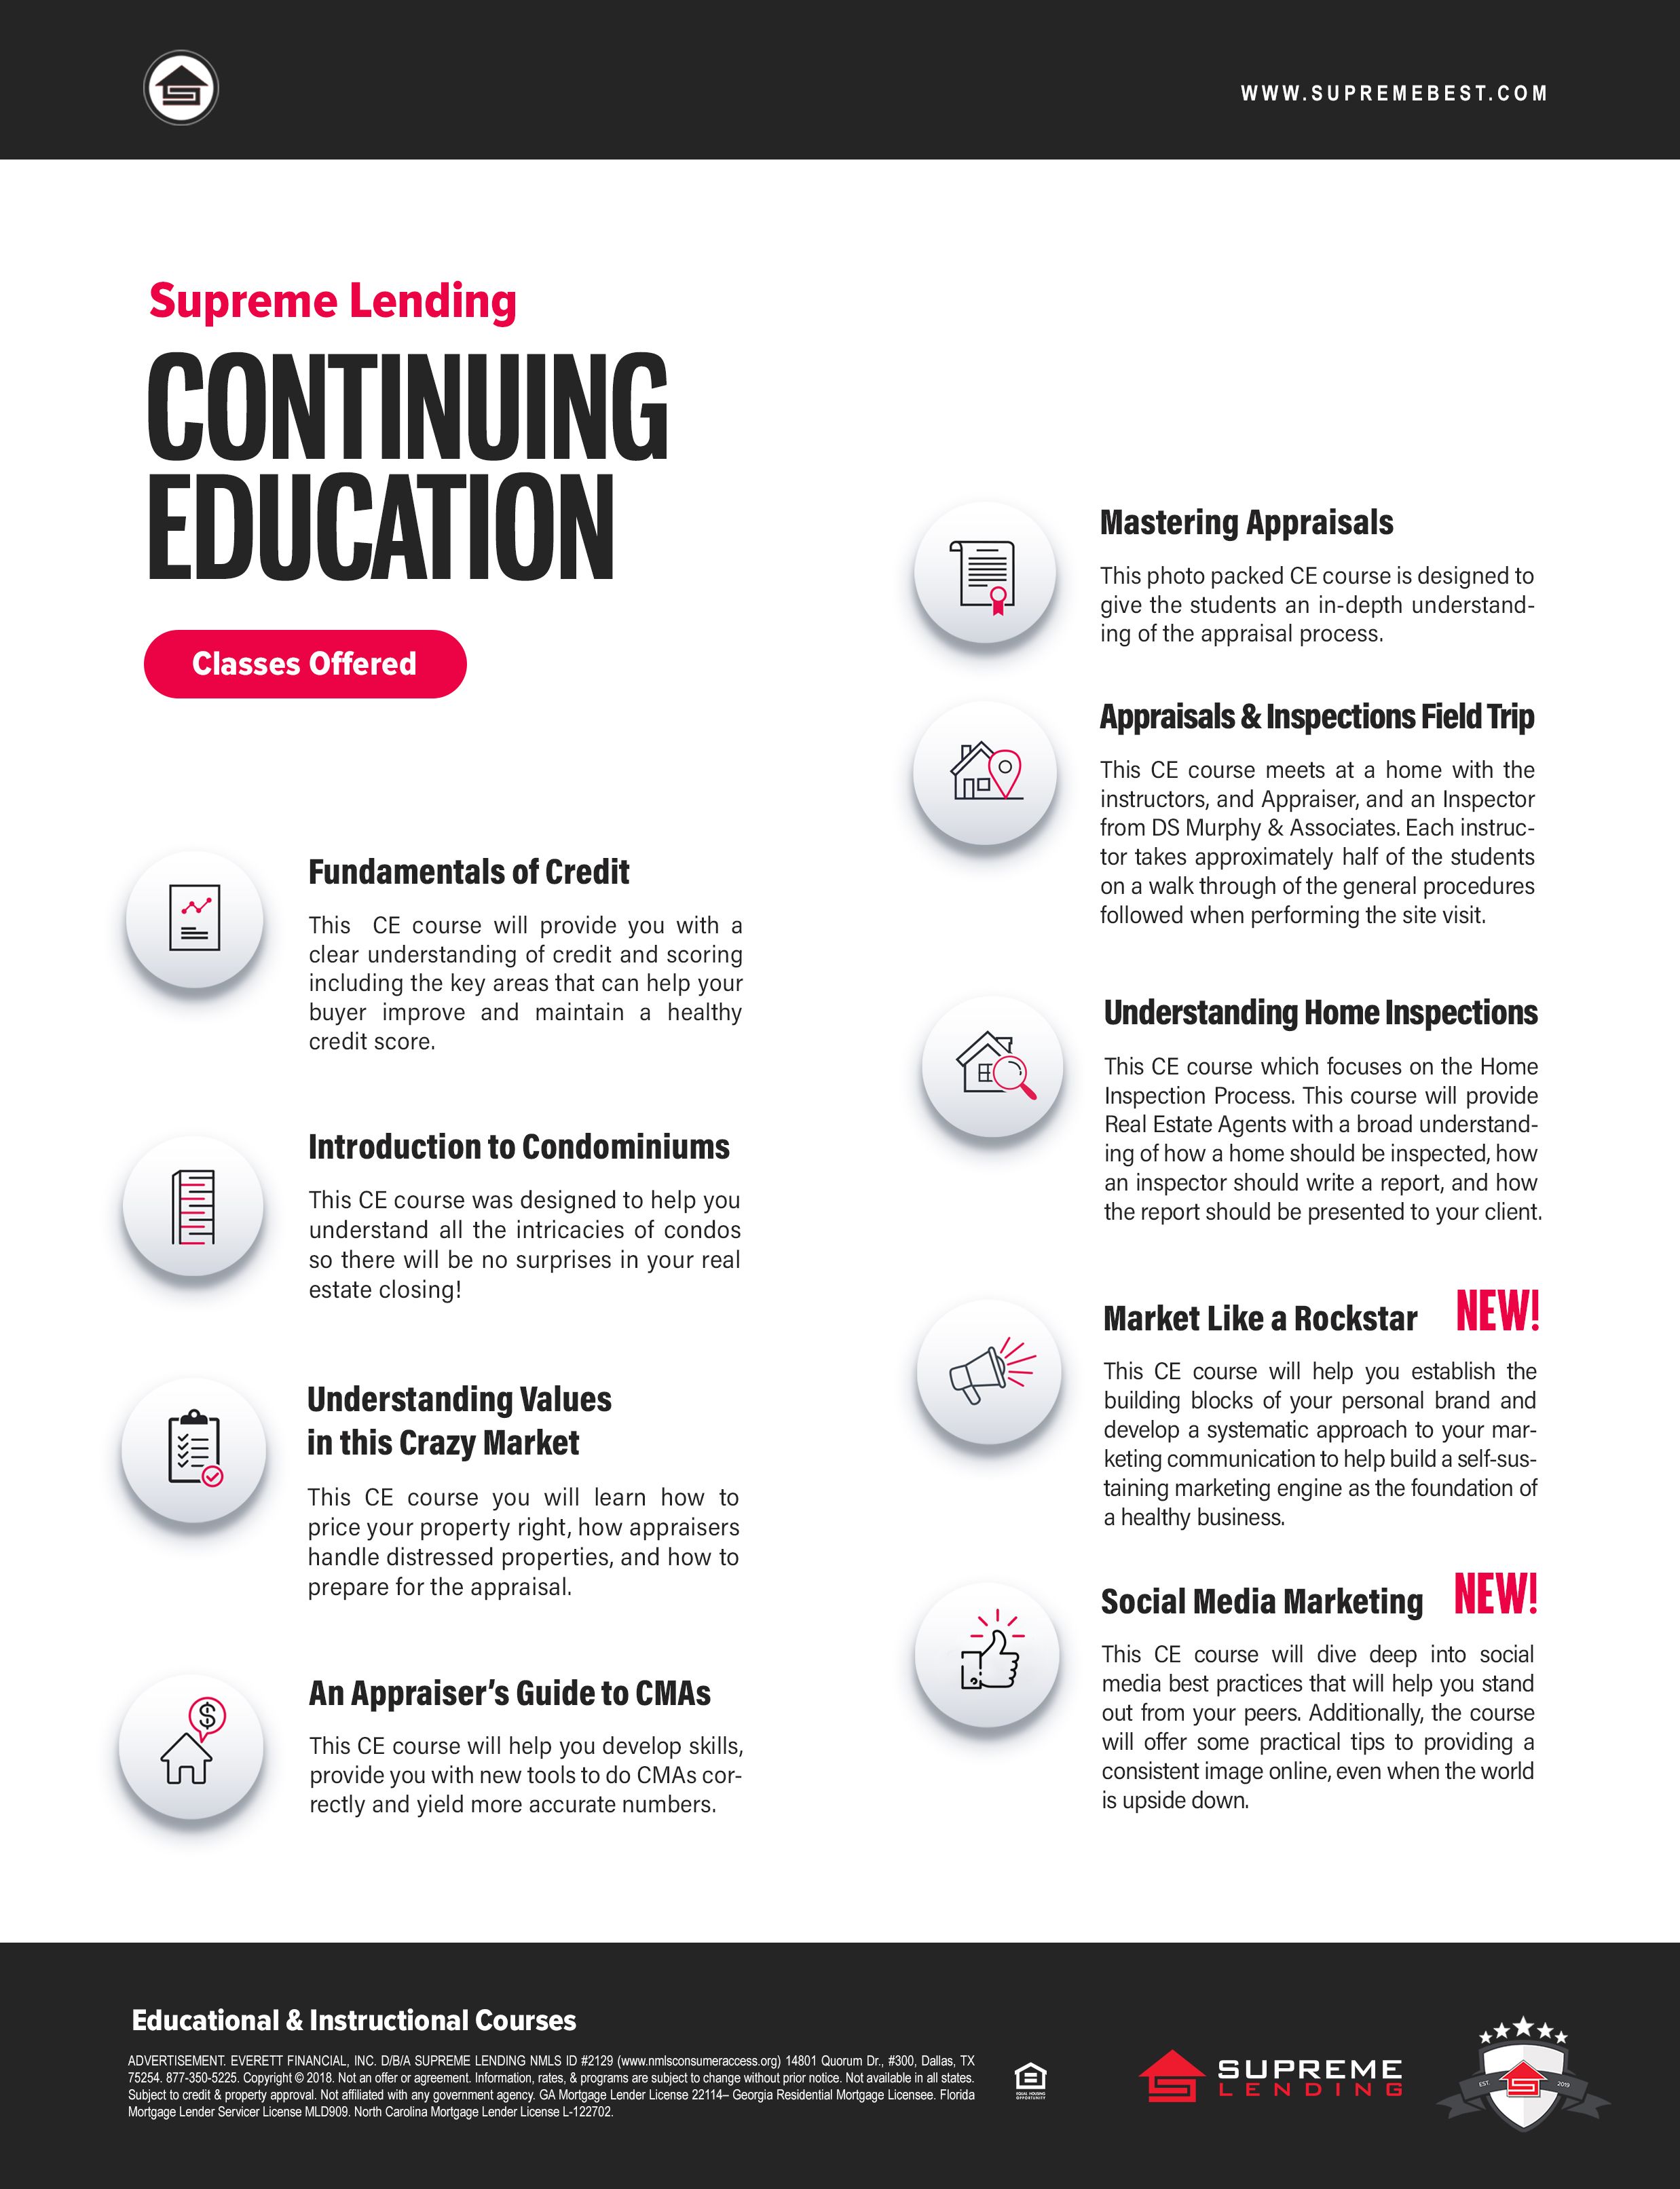 WWW.SUPREMEBEST.COM
Supreme Lending
CONTINUING
EDUCATION
Classes Offered
Fundamentals of Credit
This CE course will provide you with a
clear understanding of credit and scoring
including the key areas that can help your
buyer improve and maintain a healthy
credit score.
Introduction to Condominiums
This CE course was designed to help you
understand all the intricacies of condos
so there will be no surprises in your real
estate closing!
Understanding Values
in this Crazy Market
This CE course you will learn how to
price your property right, how appraisers
handle distressed properties, and how to
prepare for the appraisal.
$
An Appraiser's Guide to CMAs
This CE course will help you develop skills,
provide you with new tools to do CMAs cor-
rectly and yield more accurate numbers.
Mastering Appraisals
This photo packed CE course is designed to
give the students an in-depth understand-
ing of the appraisal process.
Appraisals & Inspections Field Trip
This CE course meets at a home with the
instructors, and Appraiser, and an Inspector
from DS Murphy & Associates. Each instruc-
tor takes approximately half of the students
on a walk through of the general procedures
followed when performing the site visit.
Understanding Home Inspections
This CE course which focuses on the Home
Inspection Process. This course will provide
Real Estate Agents with a broad understand-
ing of how a home should be inspected, how
an inspector should write a report, and how
the report should be presented to your client.
Market Like a Rockstar NEW!
This CE course will help you establish the
building blocks of your personal brand and
develop a systematic approach to your mar-
keting communication to help build a self-sus-
taining marketing engine as the foundation of
a healthy business.
Social Media Marketing NEW!
This CE course will dive deep into social
media best practices that will help you stand
out from your peers. Additionally, the course
will offer some practical tips to providing a
consistent image online, even when the world
is upside down.
Educational & Instructional Courses
ADVERTISEMENT. EVERETT FINANCIAL, INC. D/B/A SUPREME LENDING NMLS ID #2129 (www.nmlsconsumeraccess.org) 14801 Quorum Dr., #300, Dallas, TX
75254. 877-350-5225. Copyright © 2018. Not an offer or agreement. Information, rates, & programs are subject to change without prior notice. Not available in all states.
Subject to credit & property approval. Not affiliated with any government agency. GA Mortgage Lender License 22114– Georgia Residential Mortgage Licensee. Florida
Mortgage Lender Servicer License MLD909. North Carolina Mortgage Lender License L-122702.
EQUAL HOUSING
OPPORTUNITY
SUPREME
LENDING
EST. 2019